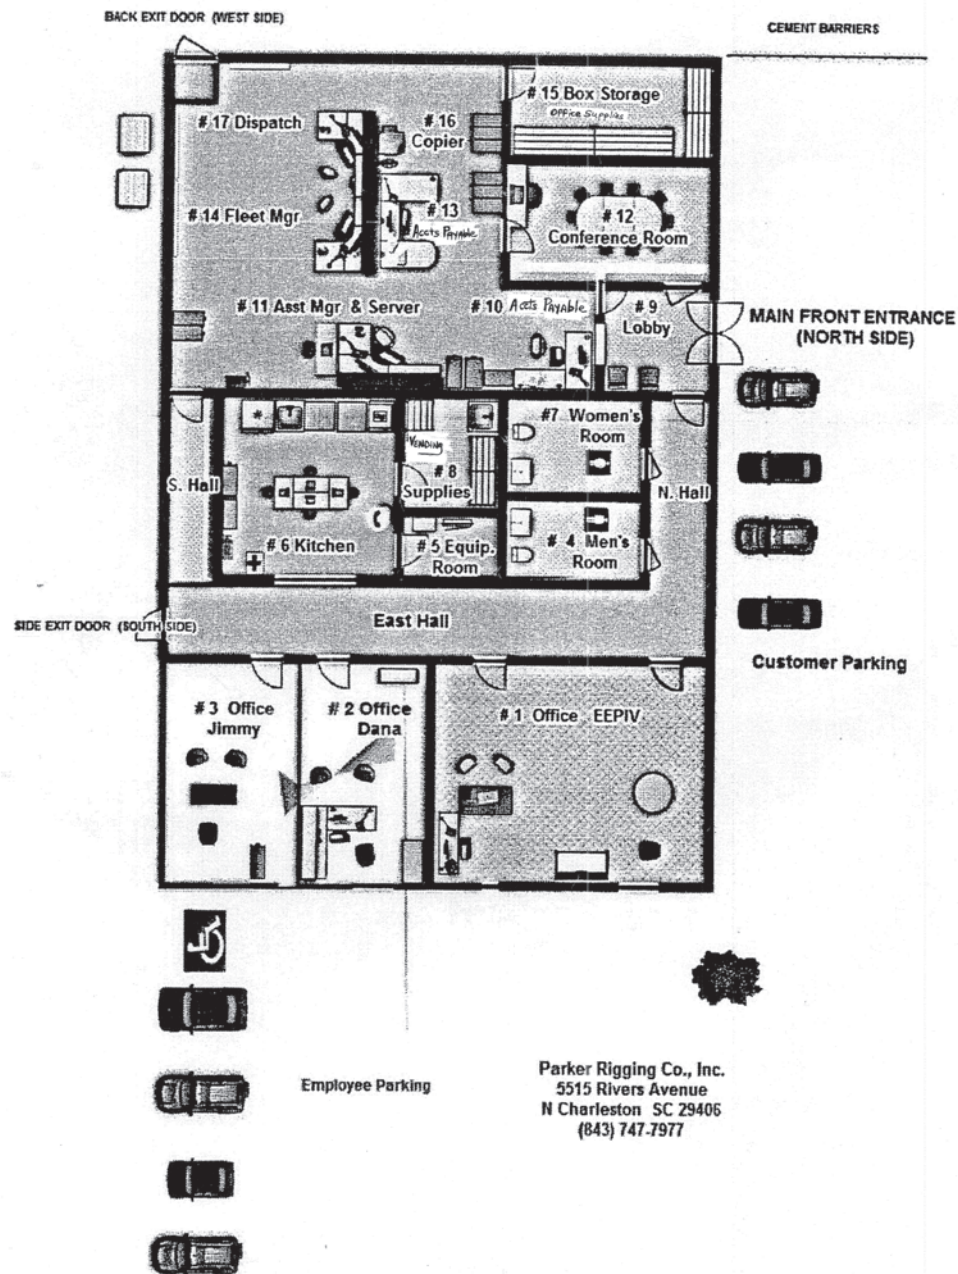 BACK EXIT DOOR (WEST SIDE)
CEMENT BARRIERS
# 15 Box Storage
Office Supplies
# 17 Dispatch
# 16
Copier
# 14 Fleet Mgr
# 13
Accts Payable
# 12
Conference Room
# 11 Asst Mgr & Server
# 10 Accts Payable
# 9
Lobby
MAIN FRONT ENTRANCE
(NORTH SIDE)
#7 Women's
Room
VENDING
# 8
Supplies
S. Hall
N. Hall
# 6 Kitchen
# 5 Equip.
Room
# 4 Men's
Room
East Hall
SIDE EXIT DOOR (SOUTH SIDE)
Customer Parking
# 3 Office
Jimmy
# 2 Office
Dana
# 1 Office EEPIV
Employee Parking
Parker Rigging Co., Inc.
5515 Rivers Avenue
N Charleston SC 29406
(843) 747-7977